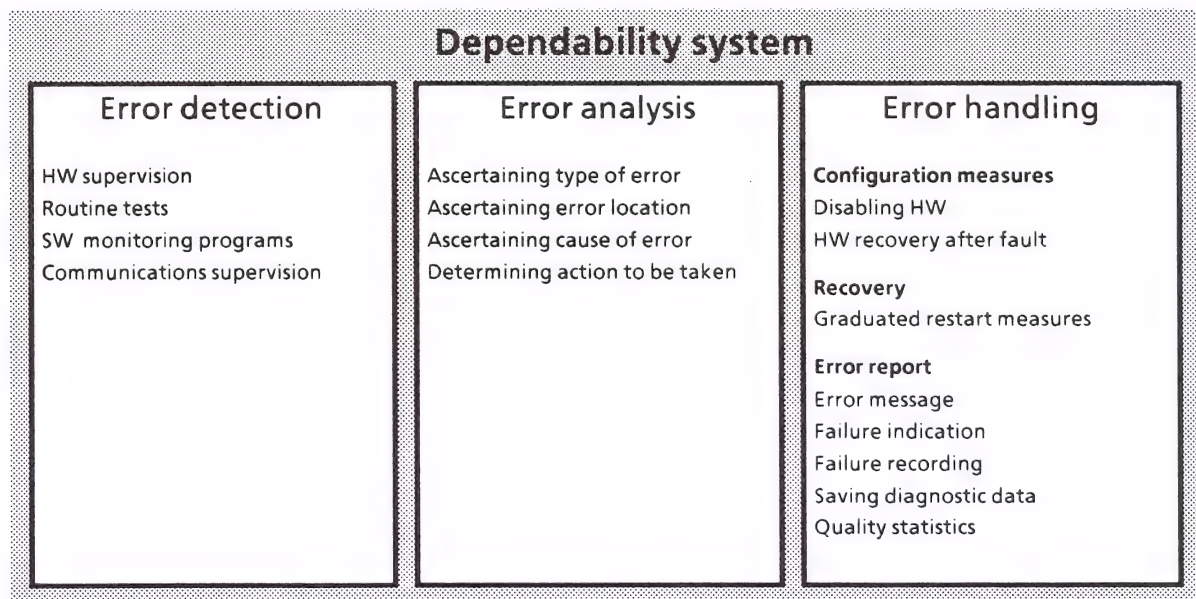 Dependability system
Error detection
HW supervision
Routine tests
SW monitoring programs
Communications supervision
Error analysis
Ascertaining type of error
Ascertaining error location
Ascertaining cause of error
Determining action to be taken
Error handling
Configuration measures
Disabling HW
HW recovery after fault
Recovery
Graduated restart measures
Error report
Error message
Failure indication
Failure recording
Saving diagnostic data
Quality statistics